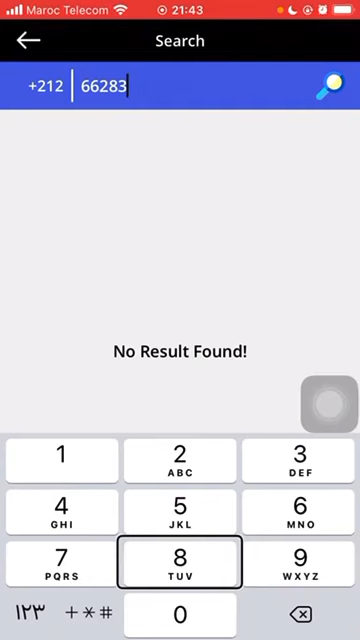 Maroc Telecom 21:43
Search
+212 66283
No Result Found!
1 2 3
ABC DEF
4 5 6
GHI JKL MNO
7 8 9
PQRS TUV WXYZ
١٢٣ +*# 0